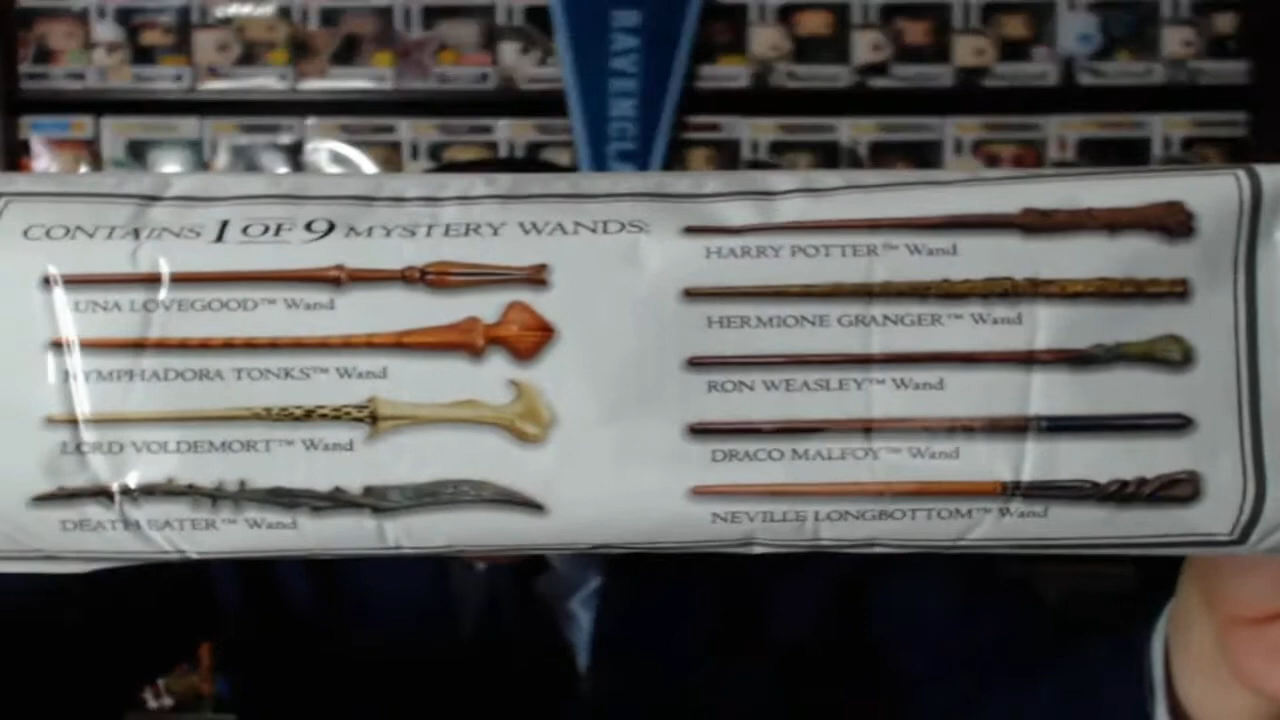 RAVENCLA
CONTAINS 1 OF 9 MYSTERY WANDS:
LUNA LOVEGOOD™ Wand
NYMPHADORA TONKS™ Wand
LORD VOLDEMORT™ Wand
DEATH EATER™ Wand
HARRY POTTER™ Wand
HERMIONE GRANGER™ Wand
RON WEASLEY™ Wand
DRACO MALFOY™ Wand
NEVILLE LONGBOTTOM™ Wand